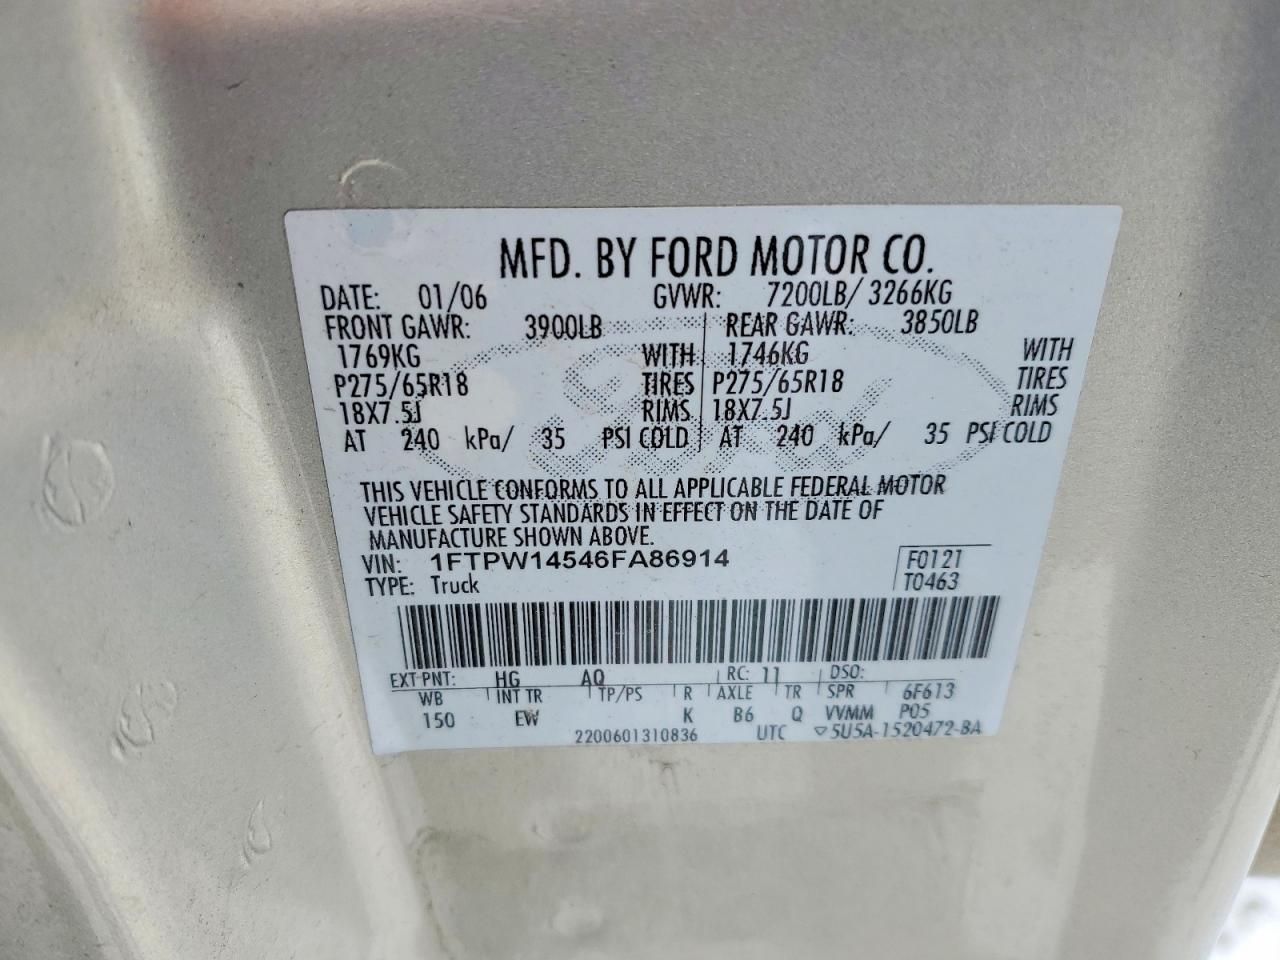 MFD. BY FORD MOTOR CO.
DATE: 01/06 GVWR: 7200LB/ 3266KG
FRONT GAWR: 3900LB REAR GAWR: 3850LB
1769KG WITH 1746KG WITH
P275/65R18 TIRES P275/65R18 TIRES
18X7.5J RIMS 18X7.5J RIMS
AT 240 kPa/ 35 PSI COLD AT 240 kPa/ 35 PSI COLD
THIS VEHICLE CONFORMS TO ALL APPLICABLE FEDERAL MOTOR
VEHICLE SAFETY STANDARDS IN EFFECT ON THE DATE OF
MANUFACTURE SHOWN ABOVE.
VIN: 1FTPW14546FA86914 F0121
TYPE: Truck T0463
EXT PNT: HG AQ RC: 11 DSO:
WB INT TR TP/PS R AXLE TR SPR 6F613
150 EW K B6 Q VVMM P05
2200601310836 UTC ▽5U5A-1520472-BA